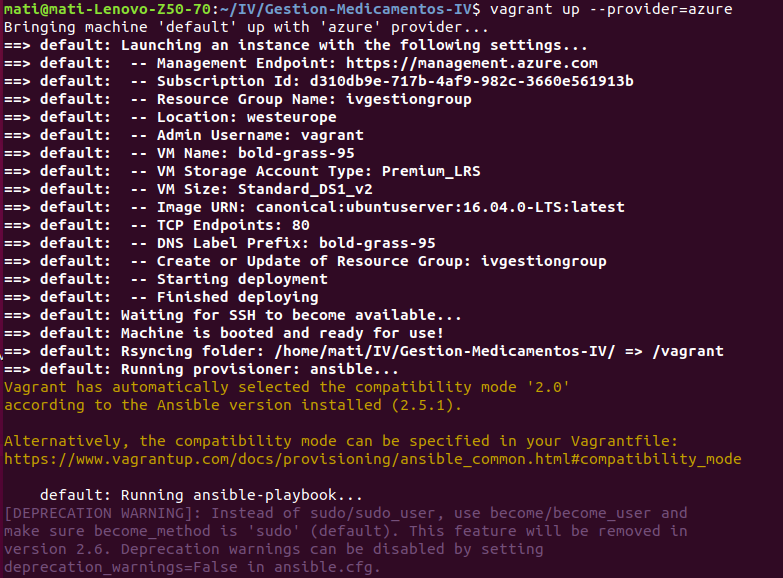 mati@mati-Lenovo-Z50-70:~/IV/Gestion-Medicamentos-IV$ vagrant up --provider=azure
Bringing machine 'default' up with 'azure' provider...
==> default: Launching an instance with the following settings...
==> default:  -- Management Endpoint: https://management.azure.com
==> default:  -- Subscription Id: d310db9e-717b-4af9-982c-3660e561913b
==> default:  -- Resource Group Name: ivgestiongroup
==> default:  -- Location: westeurope
==> default:  -- Admin Username: vagrant
==> default:  -- VM Name: bold-grass-95
==> default:  -- VM Storage Account Type: Premium_LRS
==> default:  -- VM Size: Standard_DS1_v2
==> default:  -- Image URN: canonical:ubuntuserver:16.04.0-LTS:latest
==> default:  -- TCP Endpoints: 80
==> default:  -- DNS Label Prefix: bold-grass-95
==> default:  -- Create or Update of Resource Group: ivgestiongroup
==> default:  -- Starting deployment
==> default:  -- Finished deploying
==> default: Waiting for SSH to become available...
==> default: Machine is booted and ready for use!
==> default: Rsyncing folder: /home/mati/IV/Gestion-Medicamentos-IV/ => /vagrant
==> default: Running provisioner: ansible...
Vagrant has automatically selected the compatibility mode '2.0'
according to the Ansible version installed (2.5.1).
Alternatively, the compatibility mode can be specified in your Vagrantfile:
https://www.vagrantup.com/docs/provisioning/ansible_common.html#compatibility_mode
    default: Running ansible-playbook...
[DEPRECATION WARNING]: Instead of sudo/sudo_user, use become/become_user and
make sure become_method is 'sudo' (default). This feature will be removed in
version 2.6. Deprecation warnings can be disabled by setting
deprecation_warnings=False in ansible.cfg.